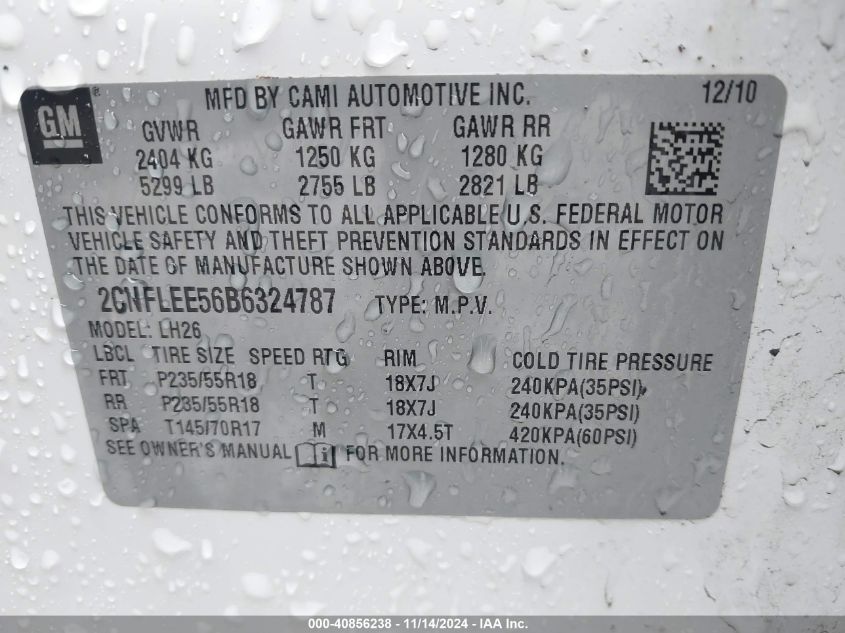 GM ® MFD BY CAMI AUTOMOTIVE INC. 12/10
GVWR GAWR FRT GAWR RR
2404 KG 1250 KG 1280 KG
5299 LB 2755 LB 2821 LB
THIS VEHICLE CONFORMS TO ALL APPLICABLE U.S. FEDERAL MOTOR
VEHICLE SAFETY AND THEFT PREVENTION STANDARDS IN EFFECT ON
THE DATE OF MANUFACTURE SHOWN ABOVE.
2CNFLEE56B6324787 TYPE: M.P.V.
MODEL: LH26
LBCL TIRE SIZE SPEED RTG RIM COLD TIRE PRESSURE
FRT P235/55R18 T 18X7J 240KPA(35PSI)
RR P235/55R18 T 18X7J 240KPA(35PSI)
SPA T145/70R17 M 17X4.5T 420KPA(60PSI)
SEE OWNER'S MANUAL i FOR MORE INFORMATION.
000-40856238 - 11/14/2024 - IAA Inc.